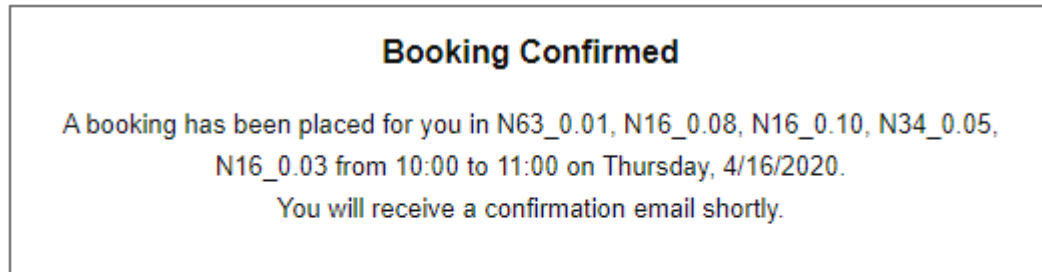 Booking Confirmed
A booking has been placed for you in N63_0.01, N16_0.08, N16_0.10, N34_0.05,
N16_0.03 from 10:00 to 11:00 on Thursday, 4/16/2020.
You will receive a confirmation email shortly.